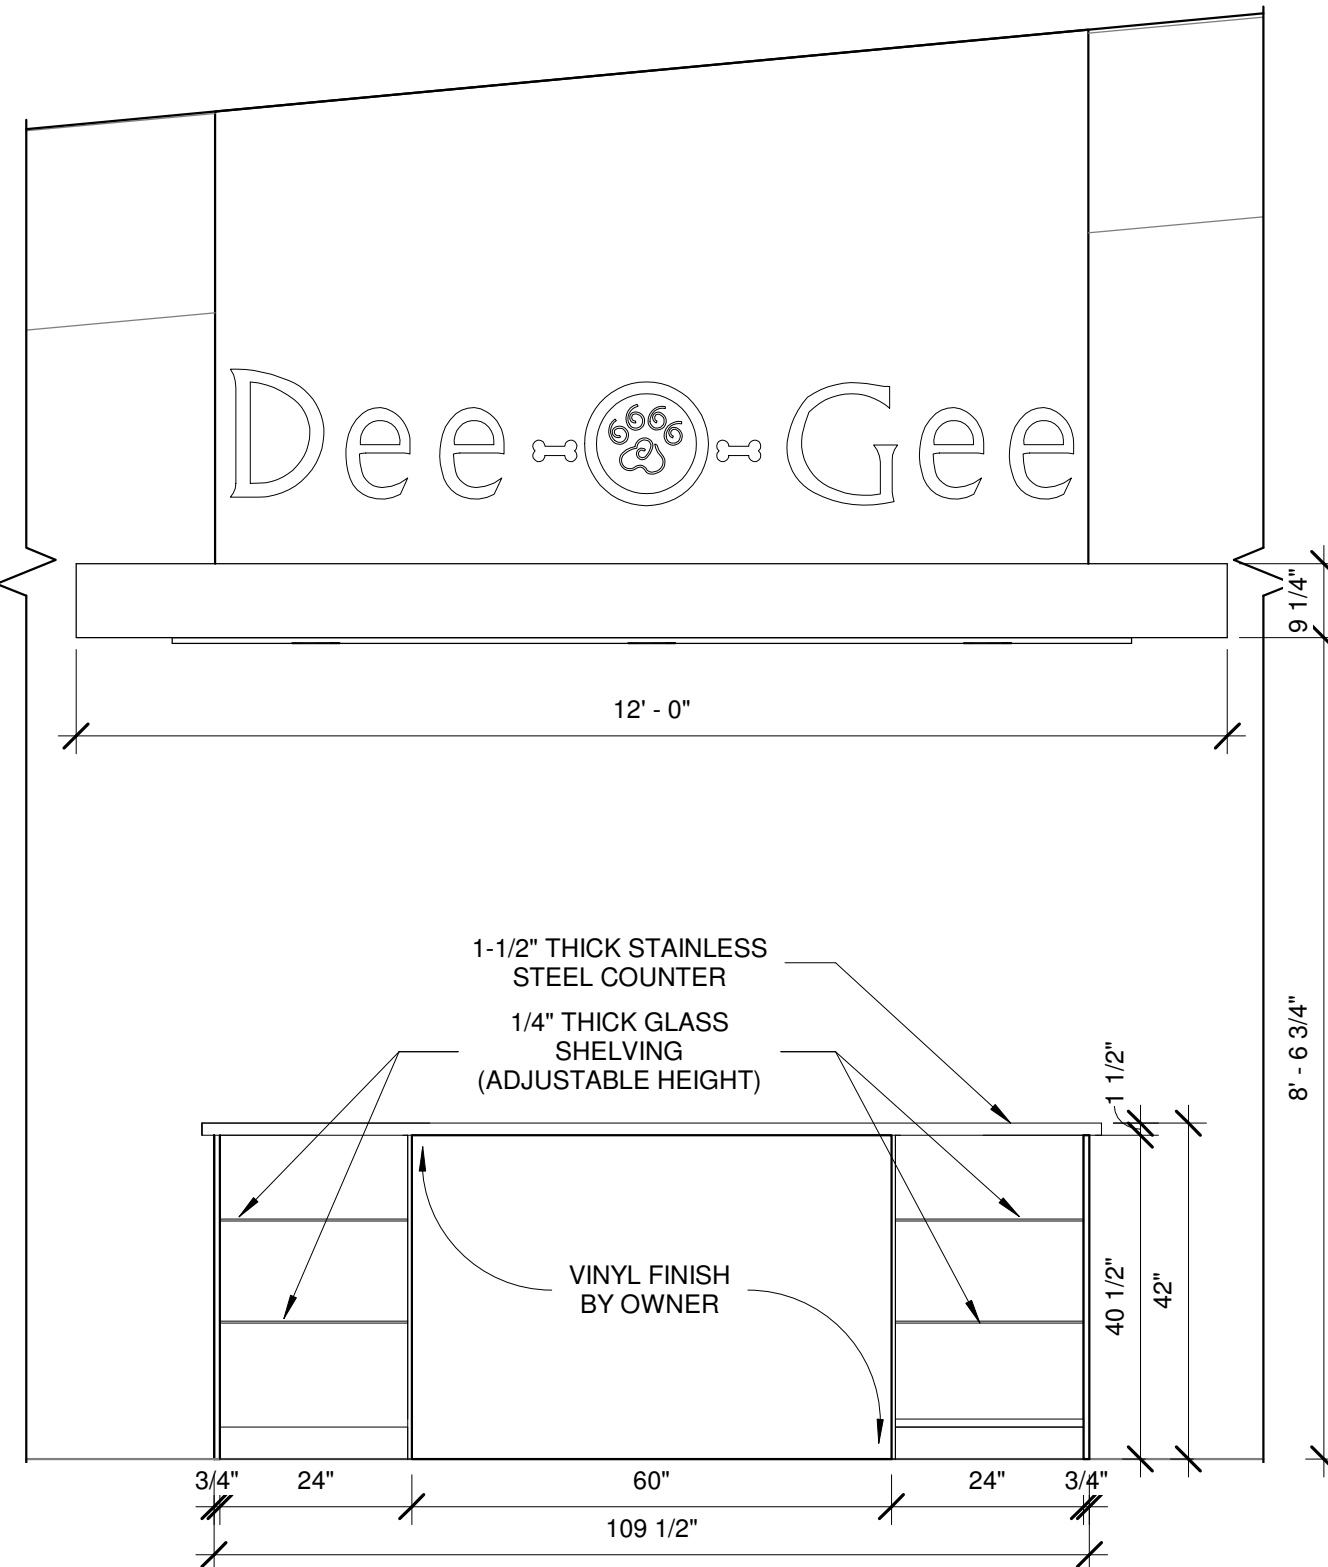 Dee - O - Gee
9 1/4"
12' - 0"
1-1/2" THICK STAINLESS
STEEL COUNTER
1/4" THICK GLASS
SHELVING
(ADJUSTABLE HEIGHT)
1 1/2"
8' - 6 3/4"
VINYL FINISH
BY OWNER
40 1/2"
42"
3/4" 24" 60" 24" 3/4"
109 1/2"